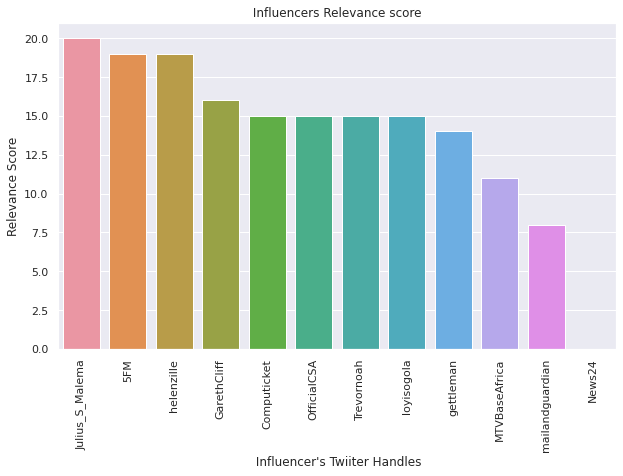 Influencers Relevance score
Relevance Score
20.0
17.5
15.0
12.5
10.0
7.5
5.0
2.5
0.0
Julius_S_Malema
5FM
helenzille
GarethCliff
Computicket
OfficialCSA
Trevornoah
loyisogola
gettleman
MTVBaseAfrica
mailandguardian
News24
Influencer's Twiiter Handles